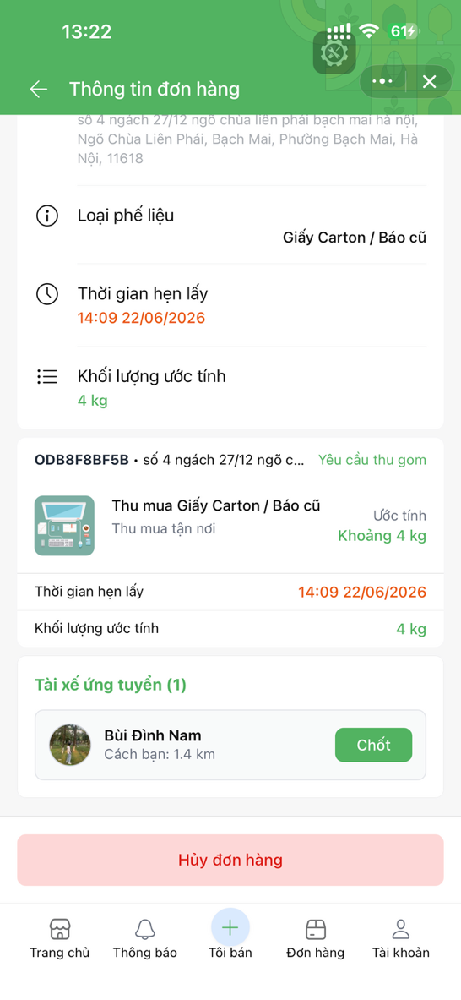 13:22
61
Thông tin đơn hàng
số 4 ngách 27/12 ngõ chùa liên phái bạch mai hà nội,
Ngõ Chùa Liên Phái, Bạch Mai, Phường Bạch Mai, Hà
Nội, 11618
Loại phế liệu
Giấy Carton / Báo cũ
Thời gian hẹn lấy
14:09 22/06/2026
Khối lượng ước tính
4 kg
ODB8F8BF5B • số 4 ngách 27/12 ngõ c... Yêu cầu thu gom
Thu mua Giấy Carton / Báo cũ
Thu mua tận nơi
Ước tính
Khoảng 4 kg
Thời gian hẹn lấy 14:09 22/06/2026
Khối lượng ước tính 4 kg
Tài xế ứng tuyển (1)
Bùi Đình Nam
Cách bạn: 1.4 km
Chốt
Hủy đơn hàng
Trang chủ Thông báo Tôi bán Đơn hàng Tài khoản